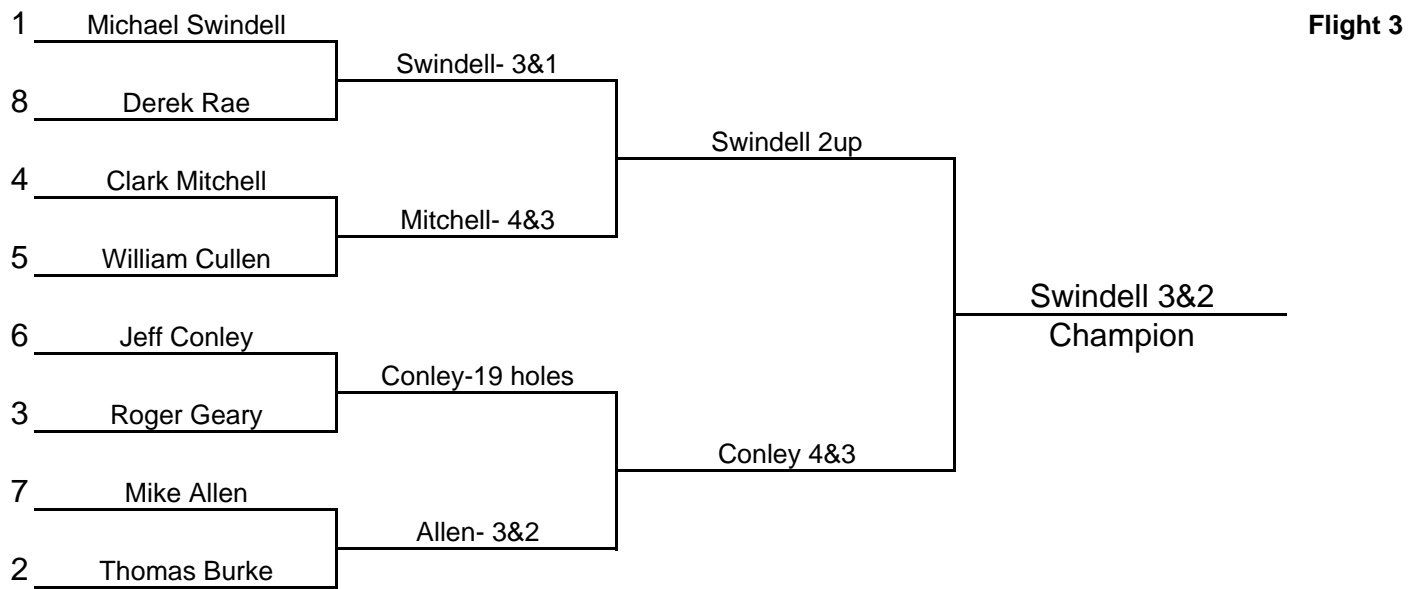 Flight 3
1 Michael Swindell
Swindell- 3&1
8 Derek Rae
Swindell 2up
4 Clark Mitchell
Mitchell- 4&3
5 William Cullen
Swindell 3&2
Champion
6 Jeff Conley
Conley-19 holes
3 Roger Geary
Conley 4&3
7 Mike Allen
Allen- 3&2
2 Thomas Burke